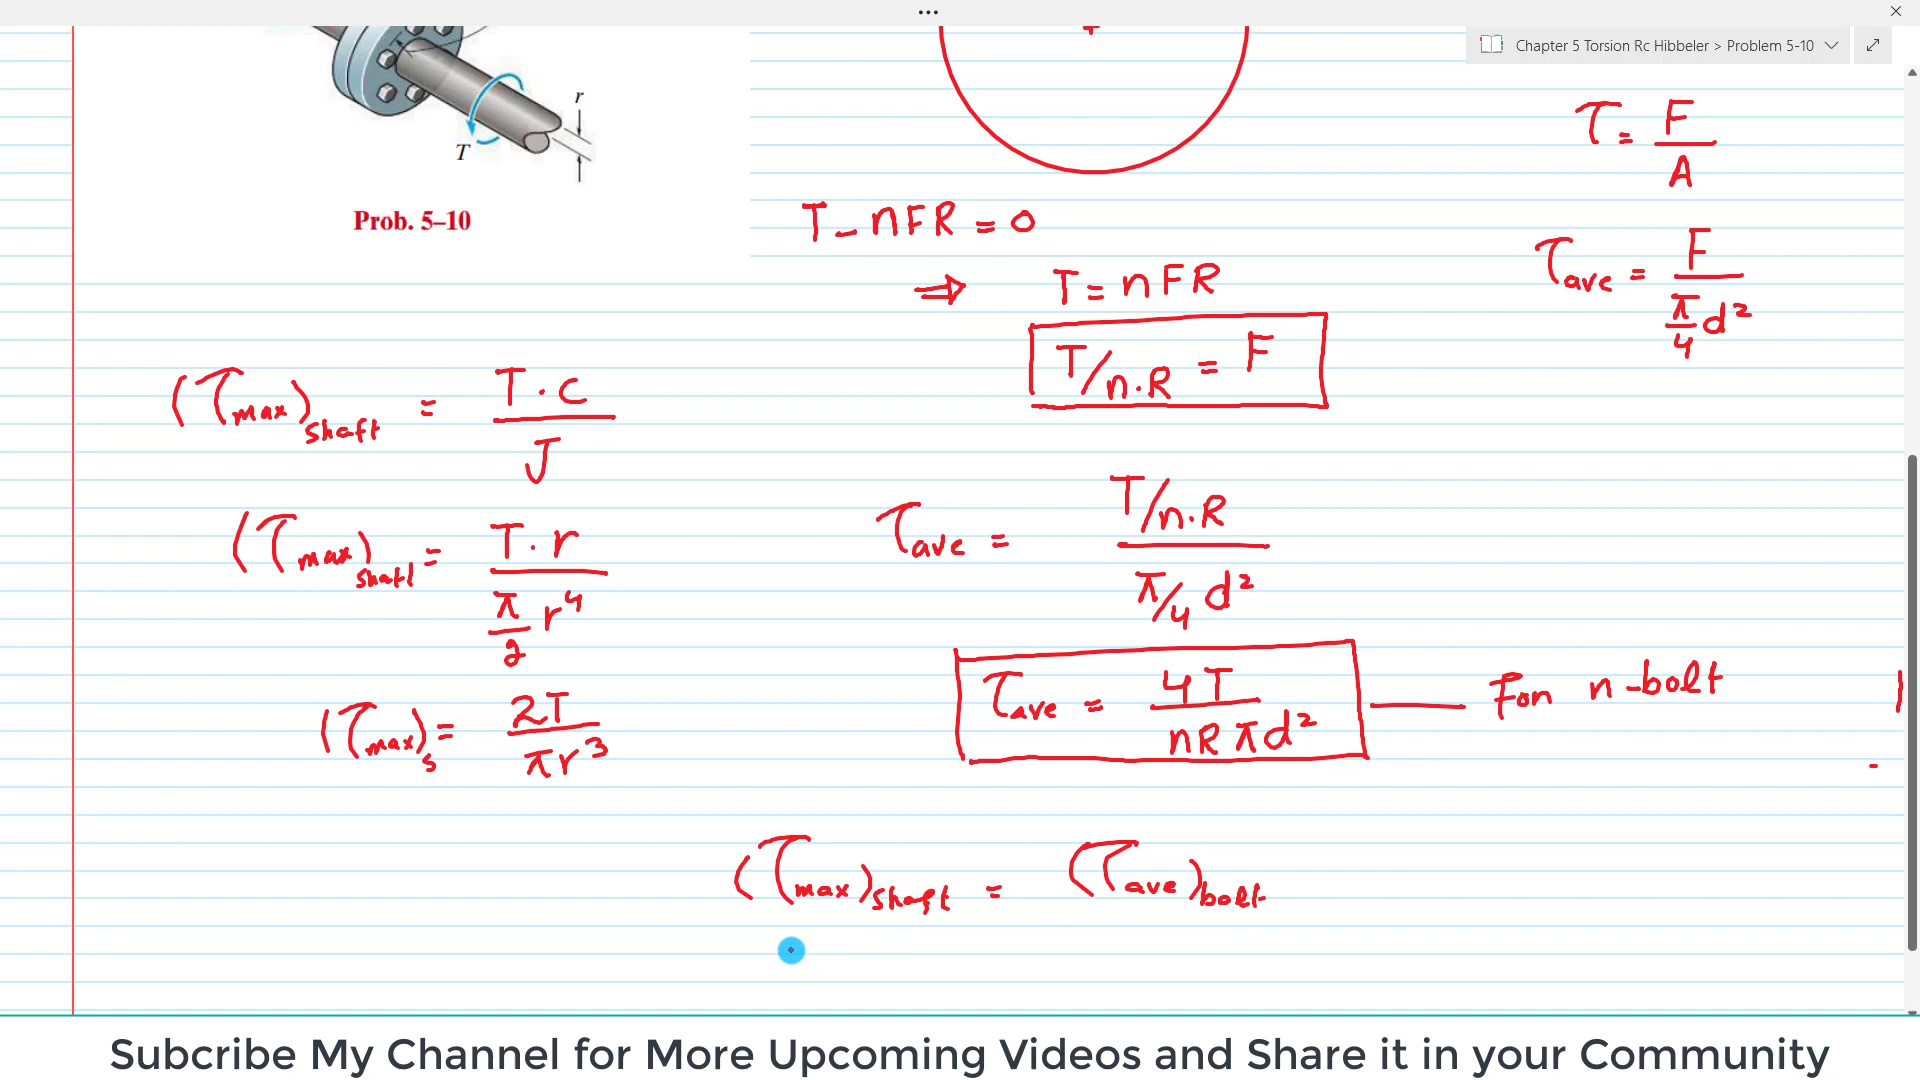 Chapter 5 Torsion Rc Hibbeler > Problem 5-10
r
T
Prob. 5–10
τ = F/A
T - nFR = 0
τave = F / (π/4 d²)
⇒ T = nFR
T/n.R = F
(τmax)shaft = T . c / J
τave = T/n.R / π/4 d²
(τmax)shaft = T . r / (π/2 r⁴)
τave = 4T / nRπd² — For n-bolt
(τmax)s = 2T / πr³
(τmax)shaft = (τave)bolt
Subcribe My Channel for More Upcoming Videos and Share it in your Community